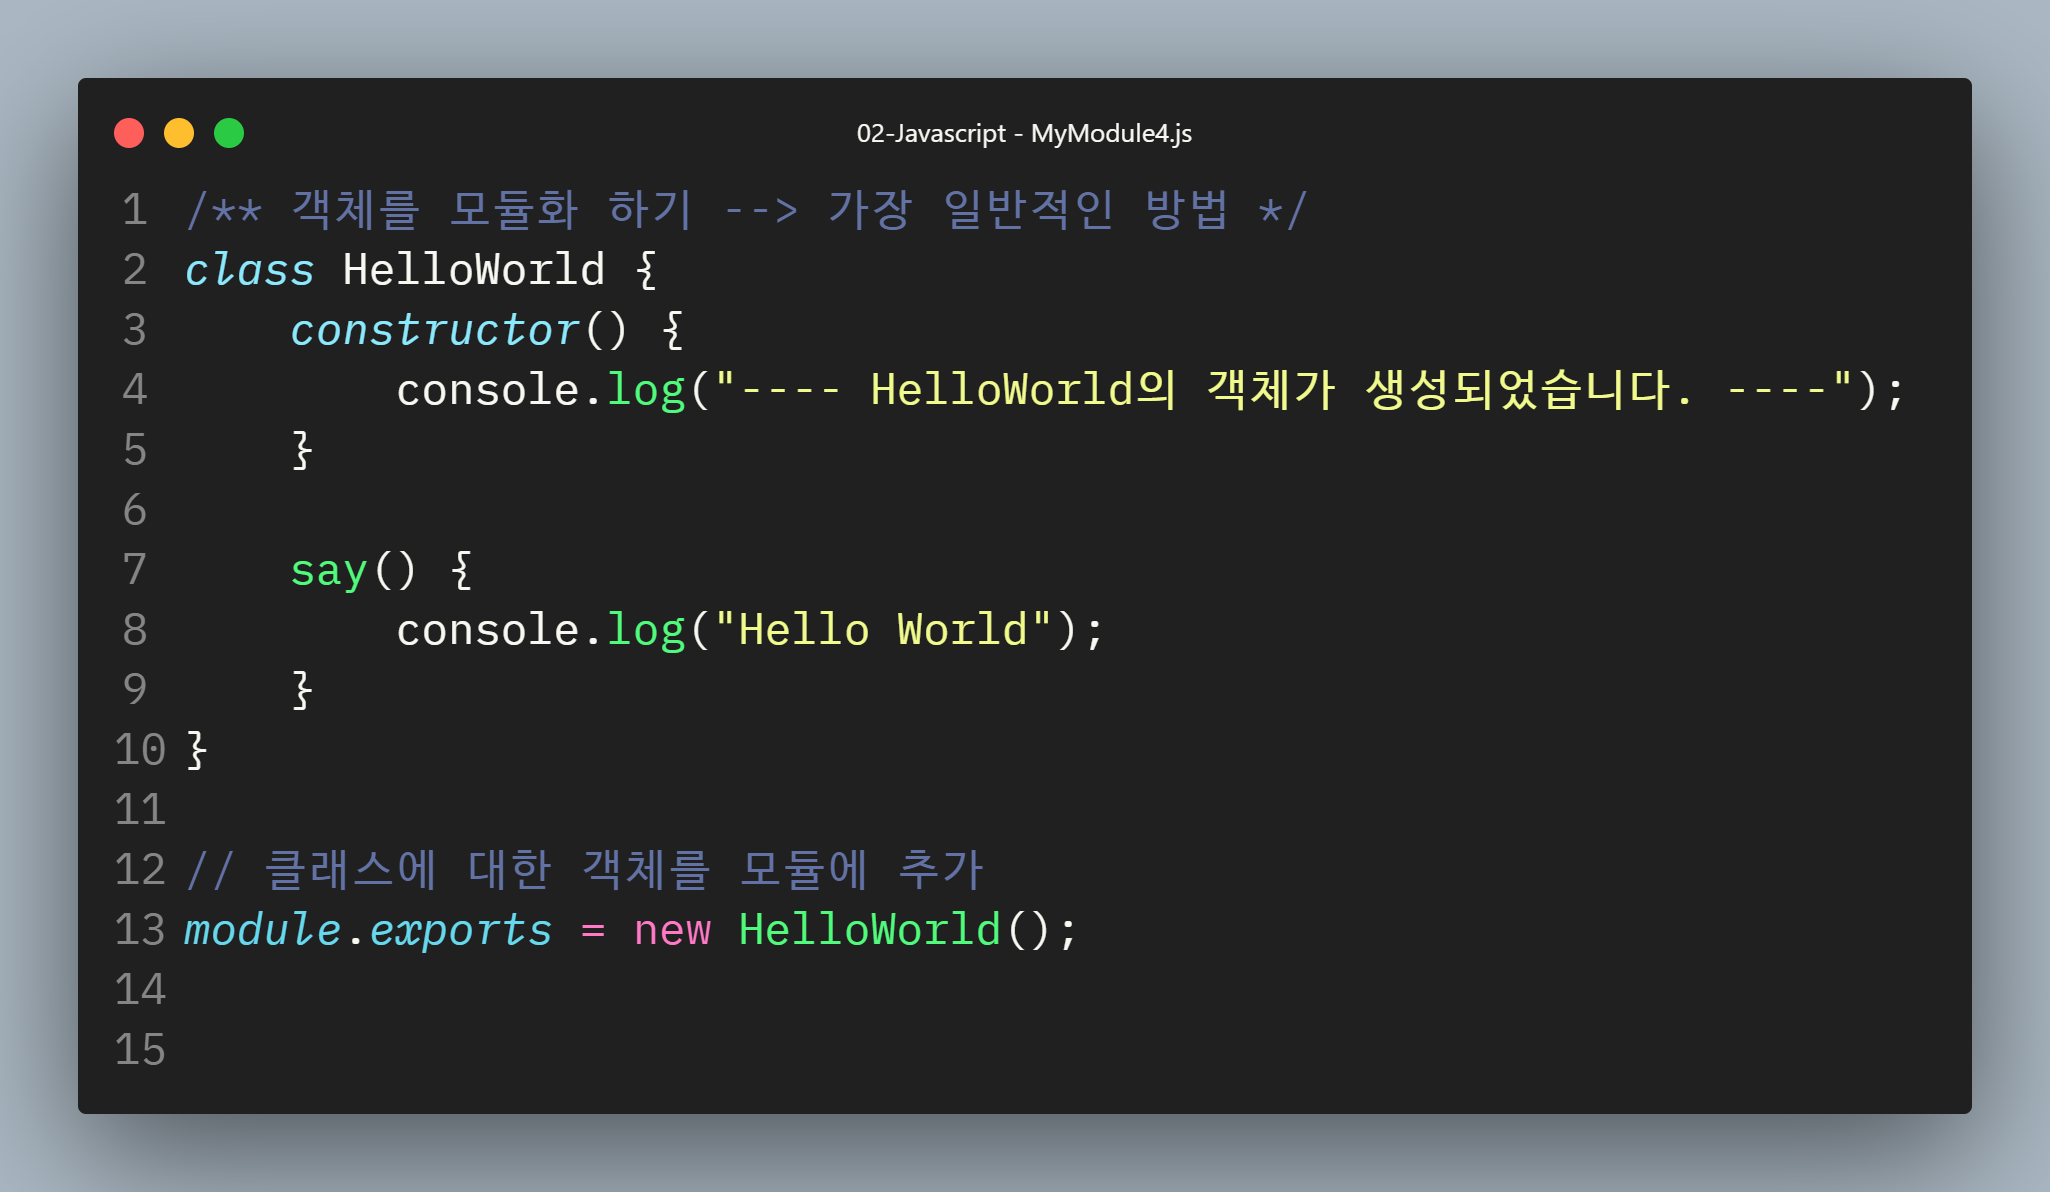 02-Javascript - MyModule4.js
1 /** 객체를 모듈화 하기 --> 가장 일반적인 방법 */
2 class HelloWorld {
3     constructor() {
4         console.log("---- HelloWorld의 객체가 생성되었습니다. ----");
5     }
6
7     say() {
8         console.log("Hello World");
9     }
10 }
11
12 // 클래스에 대한 객체를 모듈에 추가
13 module.exports = new HelloWorld();
14
15